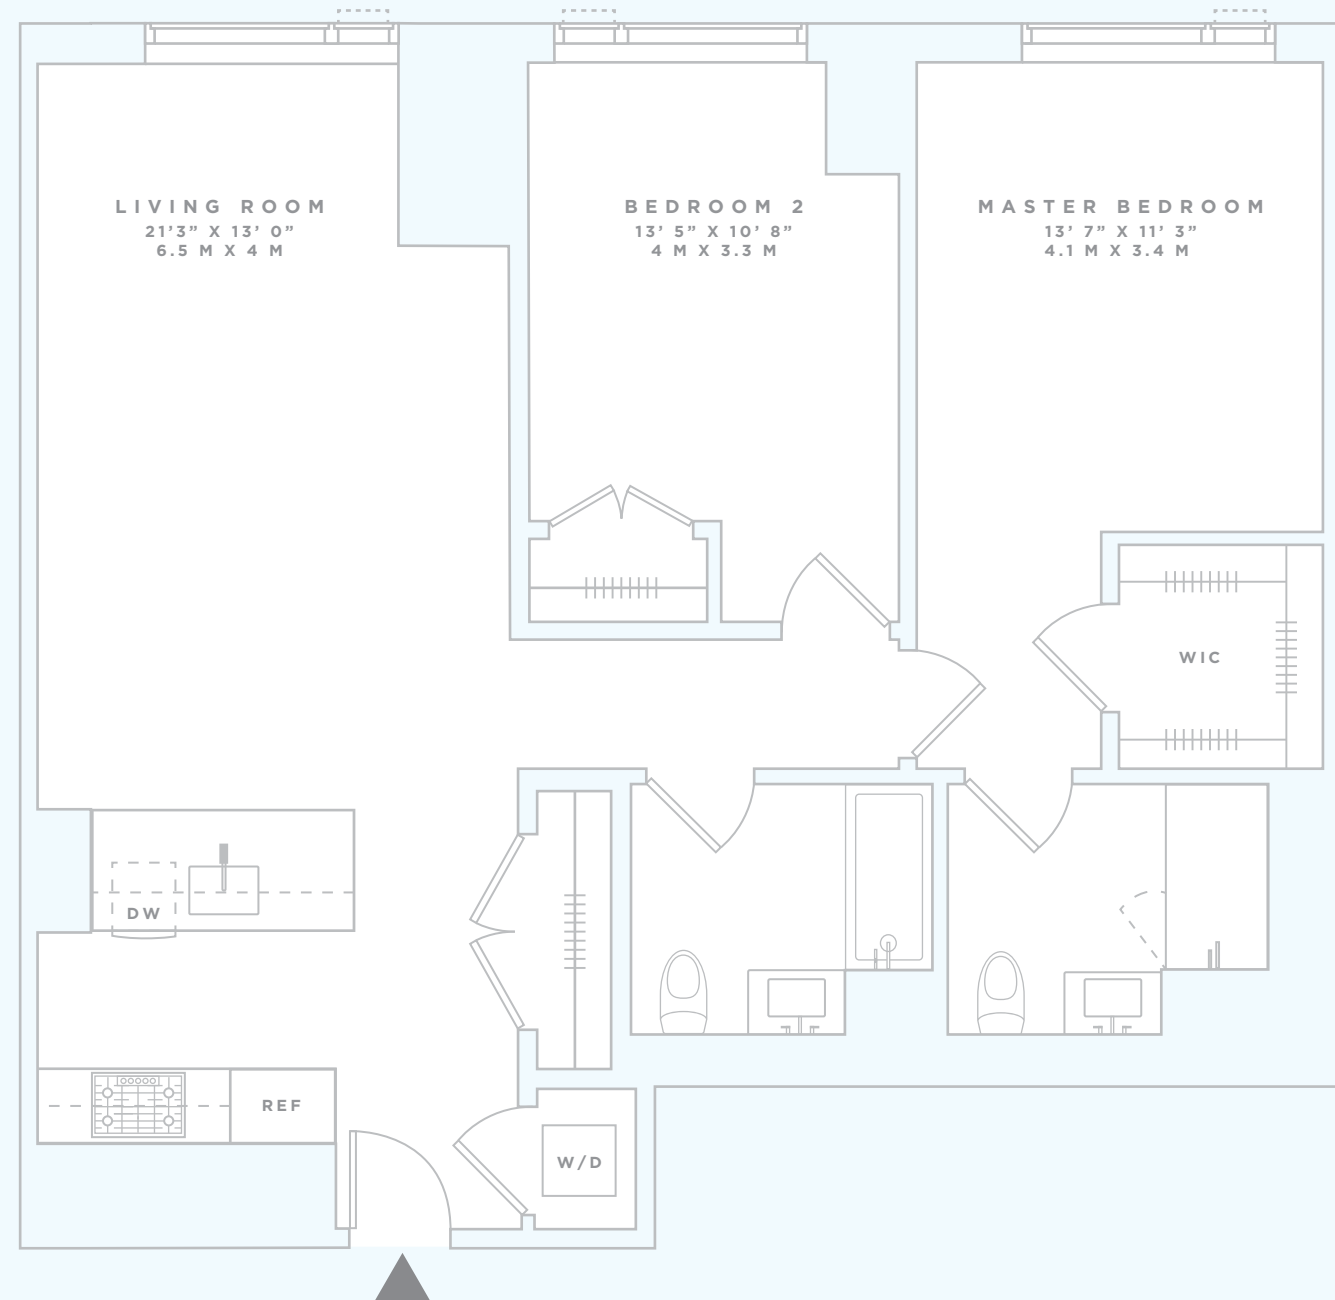 LIVING ROOM
21’3” X 13’ 0”
6.5 M X 4 M
BEDROOM 2
13’ 5” X 10’ 8”
4 M X 3.3 M
MASTER BEDROOM
13’ 7” X 11’ 3”
4.1 M X 3.4 M
WIC
DW
REF
W/D